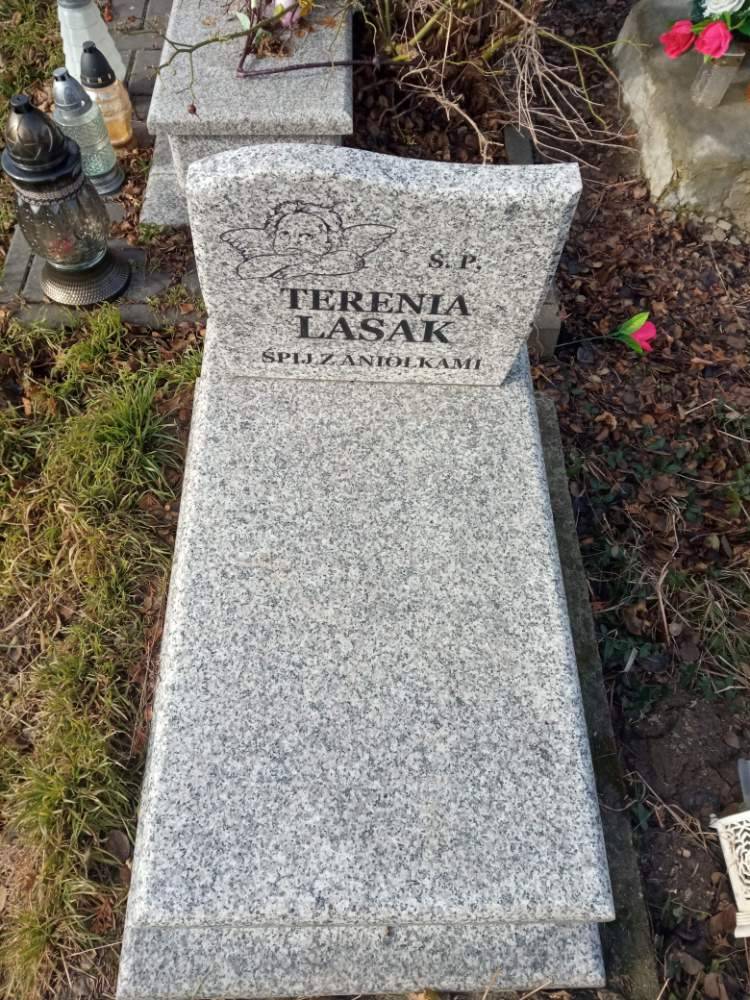 Ś. P.
TERENIA
LASAK
ŚPIJ Z ANIOŁKAMI